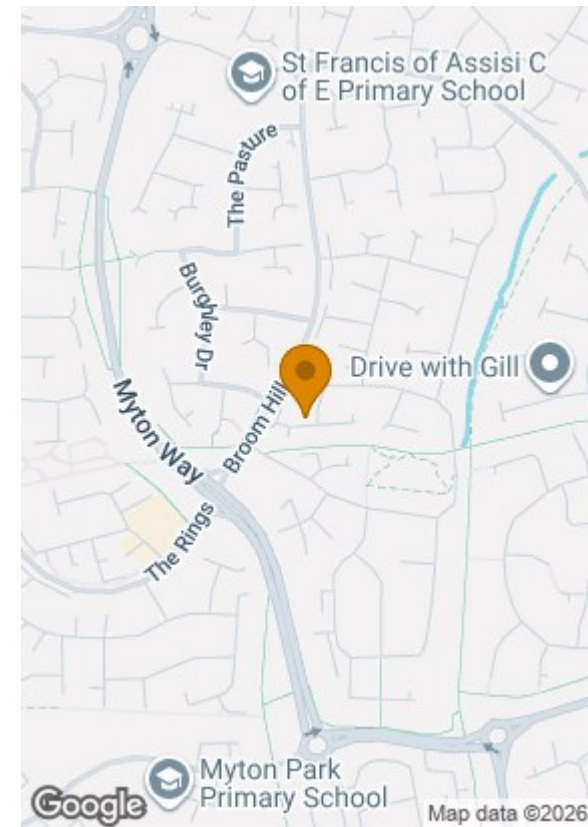 St Francis of Assisi C
of E Primary School
The Pasture
Burghley Dr
Drive with Gill
Broom Hill
Myton Way
The Rings
Myton Park
Primary School
Google
Map data ©2026